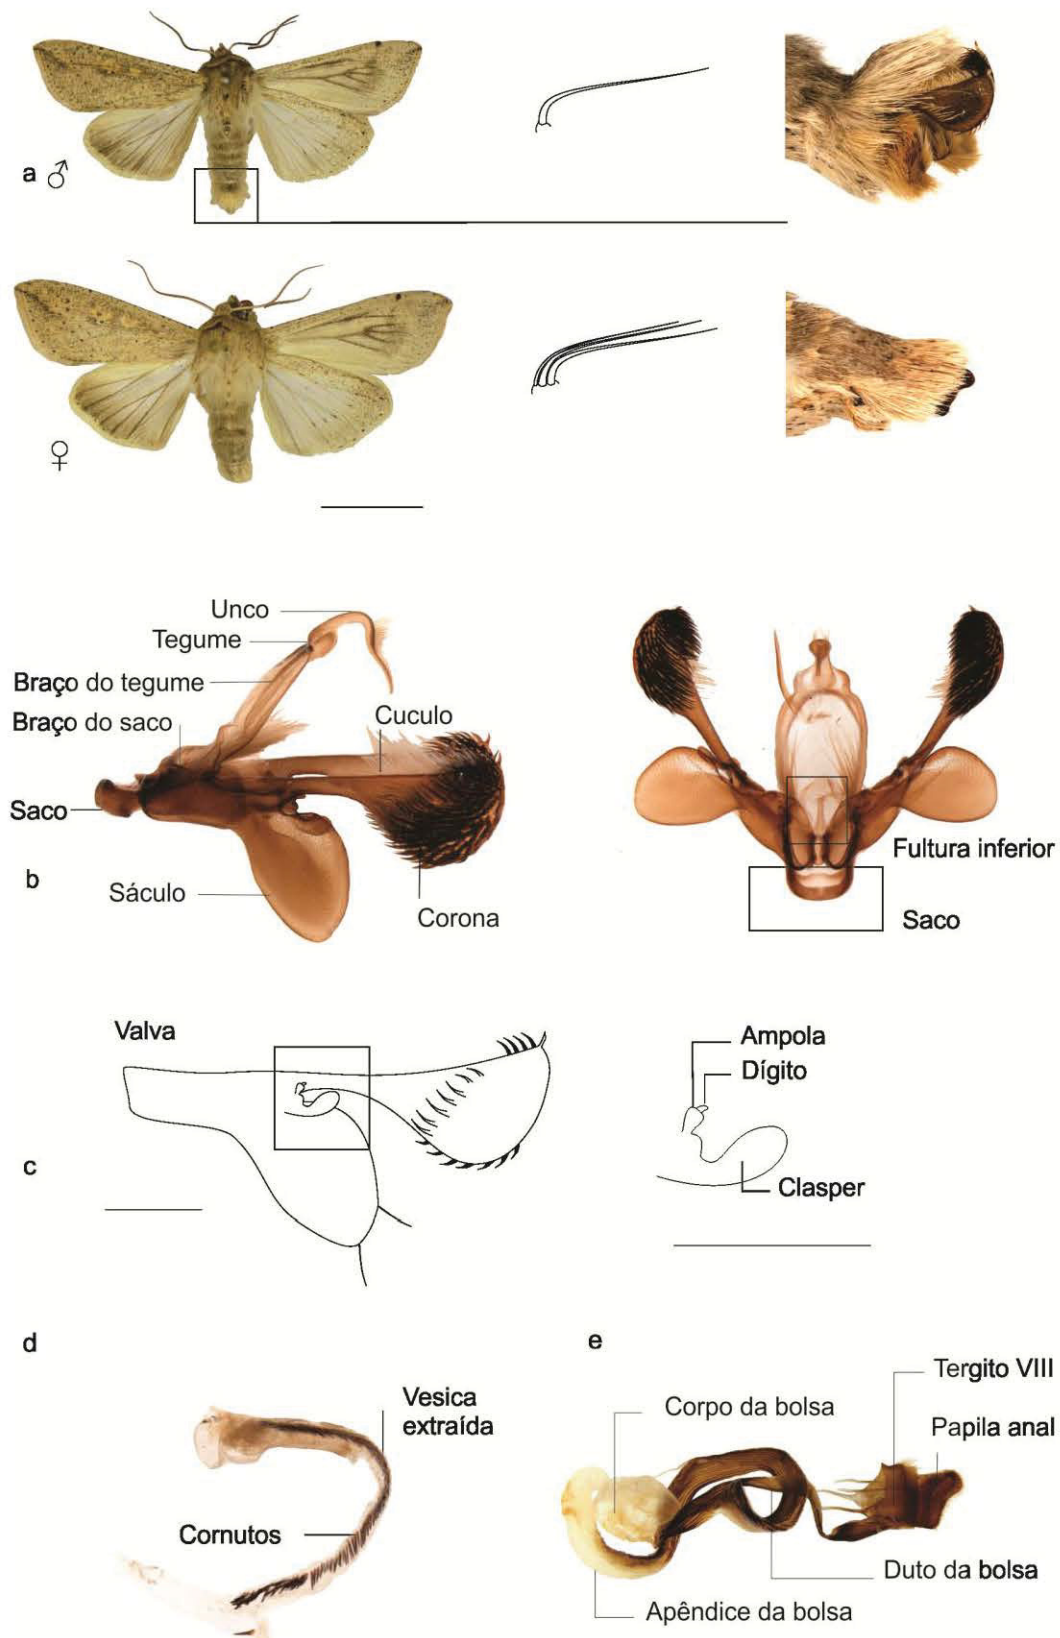 a ♂
♀
Unco
Tegume
Braço do tegume
Braço do saco
Cuculo
Saco
Sáculo
Corona
b
Fultura inferior
Saco
Valva
c
Ampola
Dígito
Clasper
d
Vesica
extraída
Cornutos
e
Tergito VIII
Corpo da bolsa
Papila anal
Duto da bolsa
Apêndice da bolsa